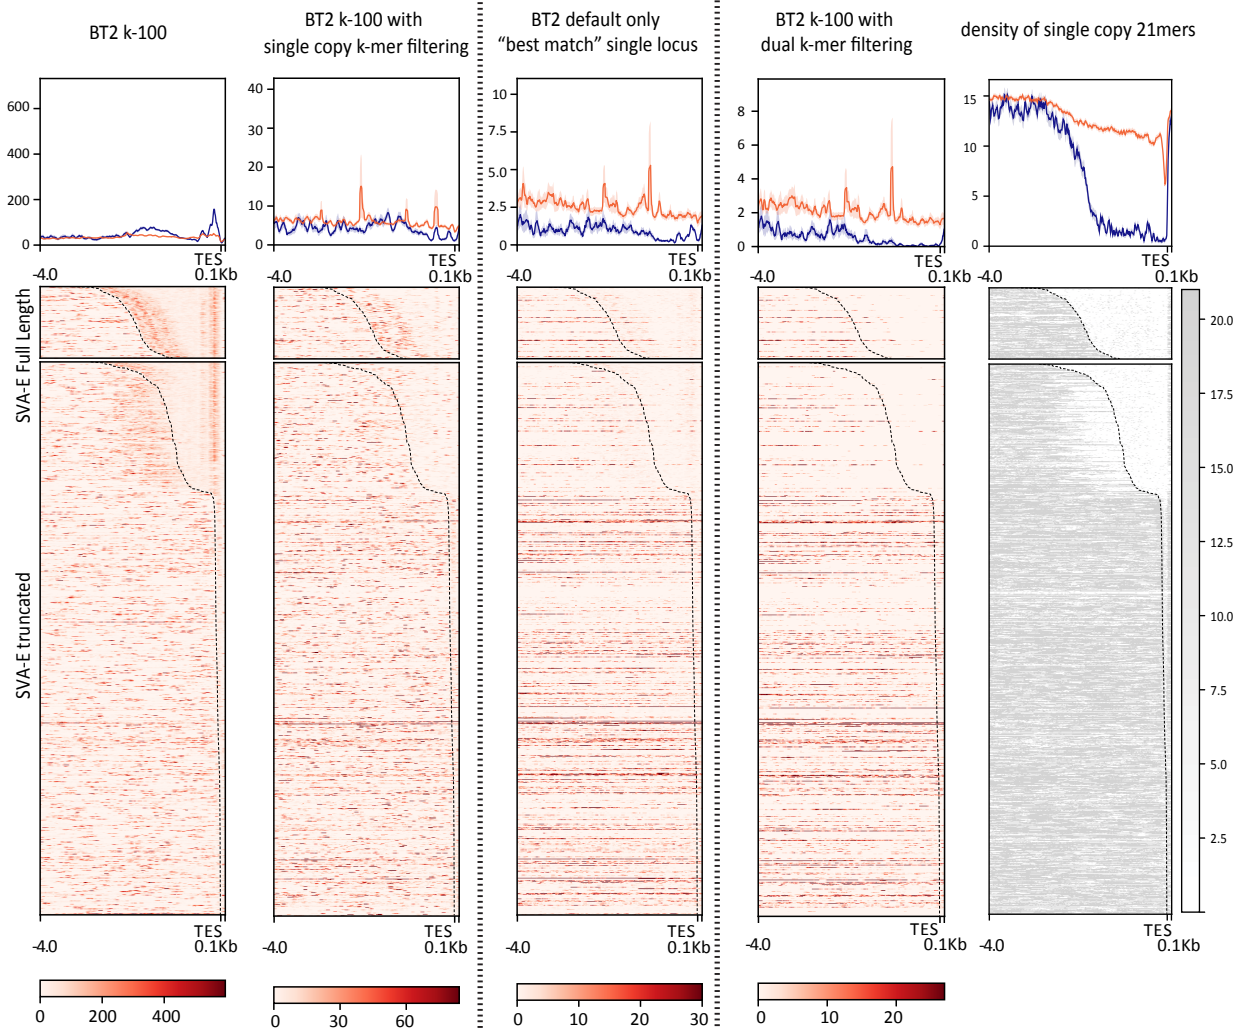 BT2 k-100
BT2 k-100 with
single copy k-mer filtering
BT2 default only
“best match” single locus
BT2 k-100 with
dual k-mer filtering
density of single copy 21mers
600
400
200
0
TES
0.1Kb
40
30
20
10
0
-4.0
TES
0.1Kb
10
7.5
5.0
2.5
0
-4.0
TES
0.1Kb
8
6
4
2
0
-4.0
TES
0.1Kb
15
10
5
0
-4.0
TES
0.1Kb
SVA-E Full Length
SVA-E truncated
20.0
17.5
15.0
12.5
10.0
7.5
5.0
2.5
-4.0
TES
0.1Kb
-4.0
TES
0.1Kb
-4.0
TES
0.1Kb
-4.0
TES
0.1Kb
-4.0
TES
0.1Kb
0 200 400
0 30 60
0 10 20 30
0 20